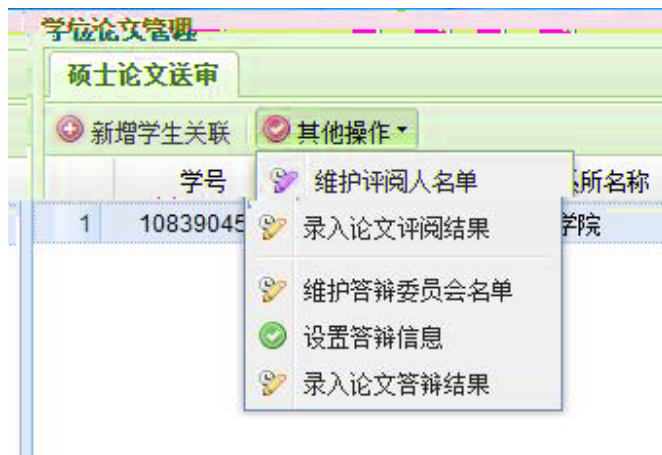 学位论文管理
硕士论文送审
新增学生关联 其他操作
学号 所名称
1 10839045 学院
维护评阅人名单
录入论文评阅结果
维护答辩委员会名单
设置答辩信息
录入论文答辩结果